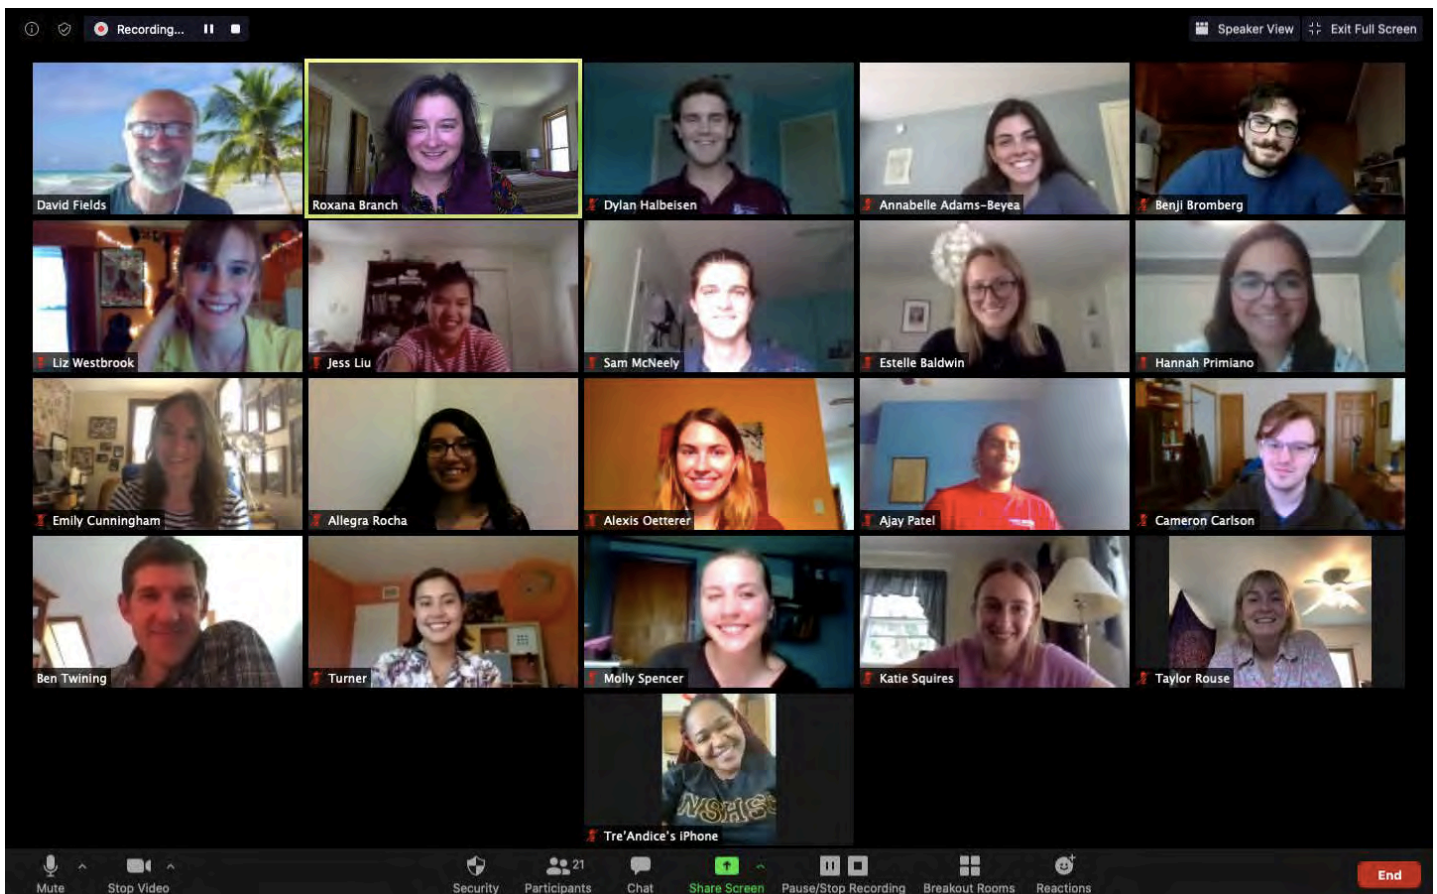 Recording...
Speaker View
Exit Full Screen
David Fields
Roxana Branch
Dylan Halbeisen
Annabelle Adams-Beyea
Benji Bromberg
Liz Westbrook
Jess Liu
Sam McNeely
Estelle Baldwin
Hannah Primiano
Emily Cunningham
Allegra Rocha
Alexis Oetterer
Ajay Patel
Cameron Carlson
Ben Twining
Turner
Molly Spencer
Katie Squires
Taylor Rouse
NSHSS
Tre'Andice's iPhone
21
Mute
Stop Video
Security
Participants
Chat
Share Screen
Pause/Stop Recording
Breakout Rooms
Reactions
End